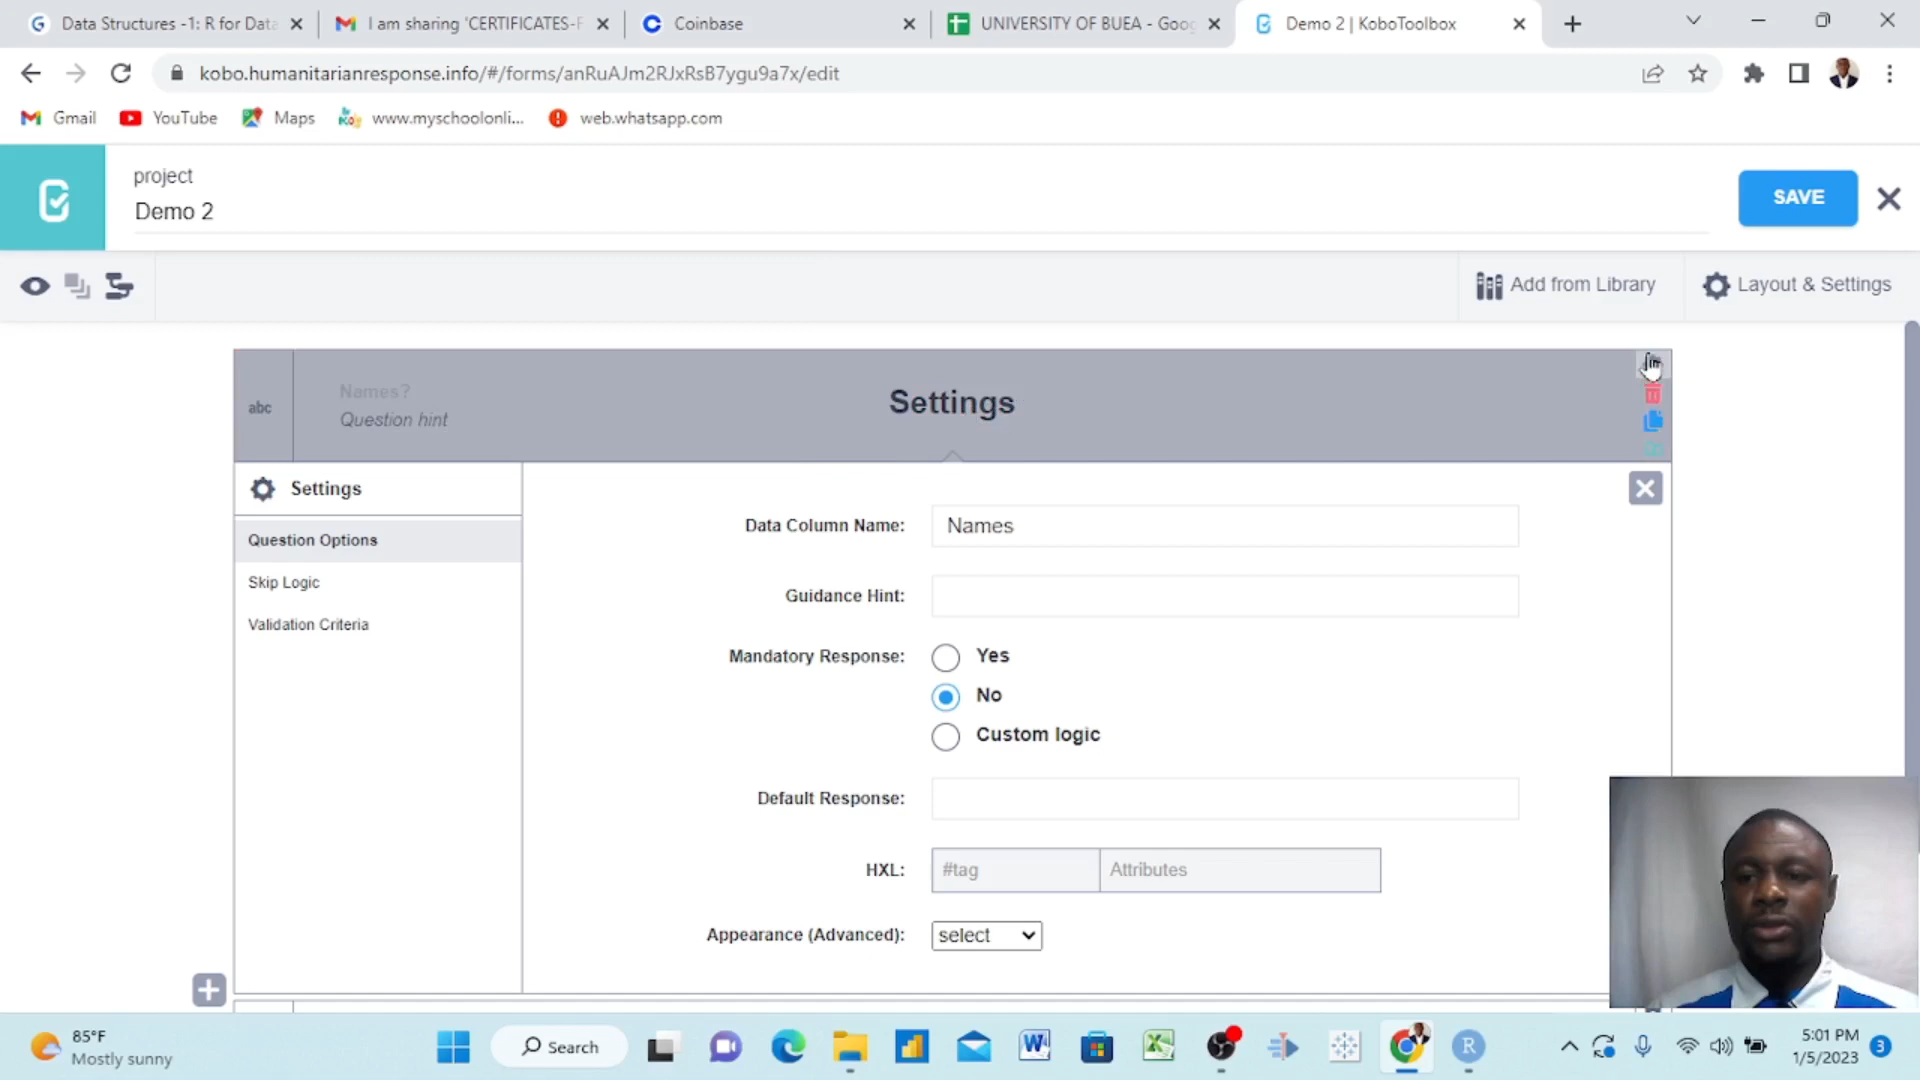 Data Structures -1: R for Data
I am sharing 'CERTIFICATES-F
Coinbase
UNIVERSITY OF BUEA - Goog
Demo 2 | KoboToolbox
kobo.humanitarianresponse.info/#/forms/anRuAJm2RJxRsB7ygu9a7x/edit
Gmail
YouTube
Maps
www.myschoolonli...
web.whatsapp.com
project
Demo 2
SAVE
Add from Library
Layout & Settings
abc
Names?
Question hint
Settings
Settings
Question Options
Skip Logic
Validation Criteria
Data Column Name:
Names
Guidance Hint:
Mandatory Response:
Yes
No
Custom logic
Default Response:
HXL:
#tag
Attributes
Appearance (Advanced):
select
85°F
Mostly sunny
Search
5:01 PM
1/5/2023
3